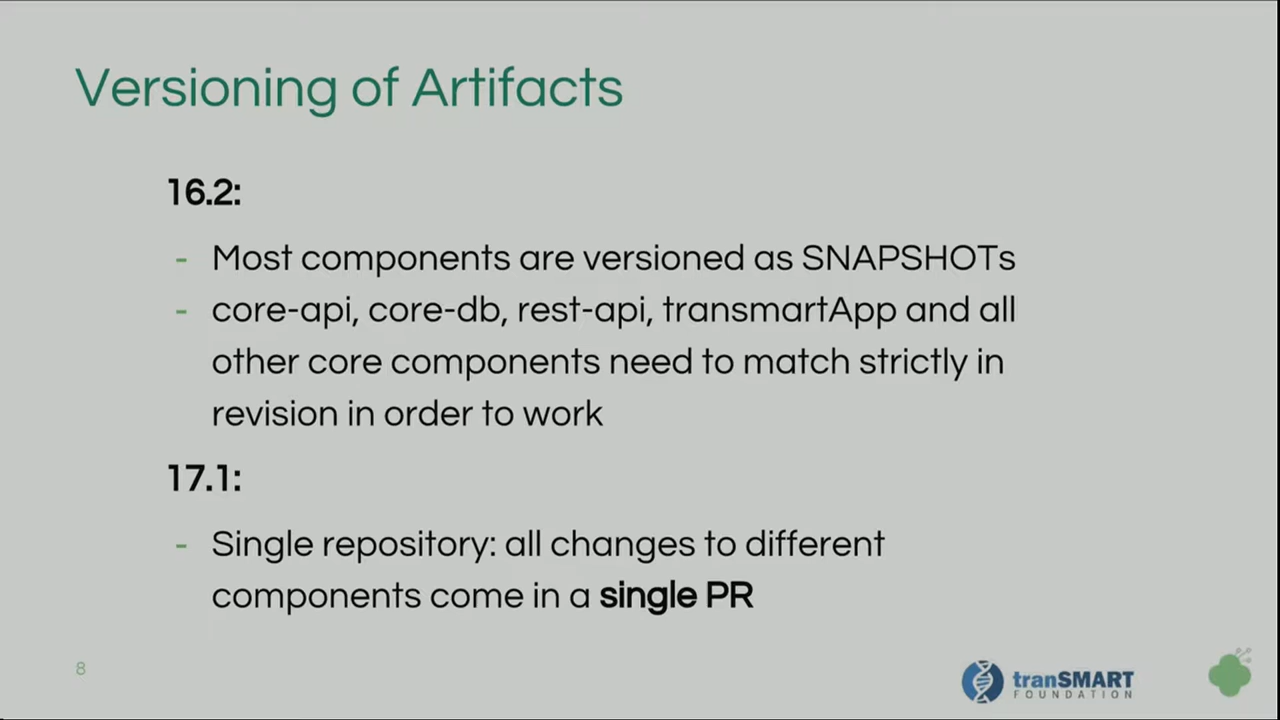 Versioning of Artifacts
16.2:
- Most components are versioned as SNAPSHOTs
- core-api, core-db, rest-api, transmartApp and all
other core components need to match strictly in
revision in order to work
17.1:
- Single repository: all changes to different
components come in a single PR
8
tranSMART
FOUNDATION